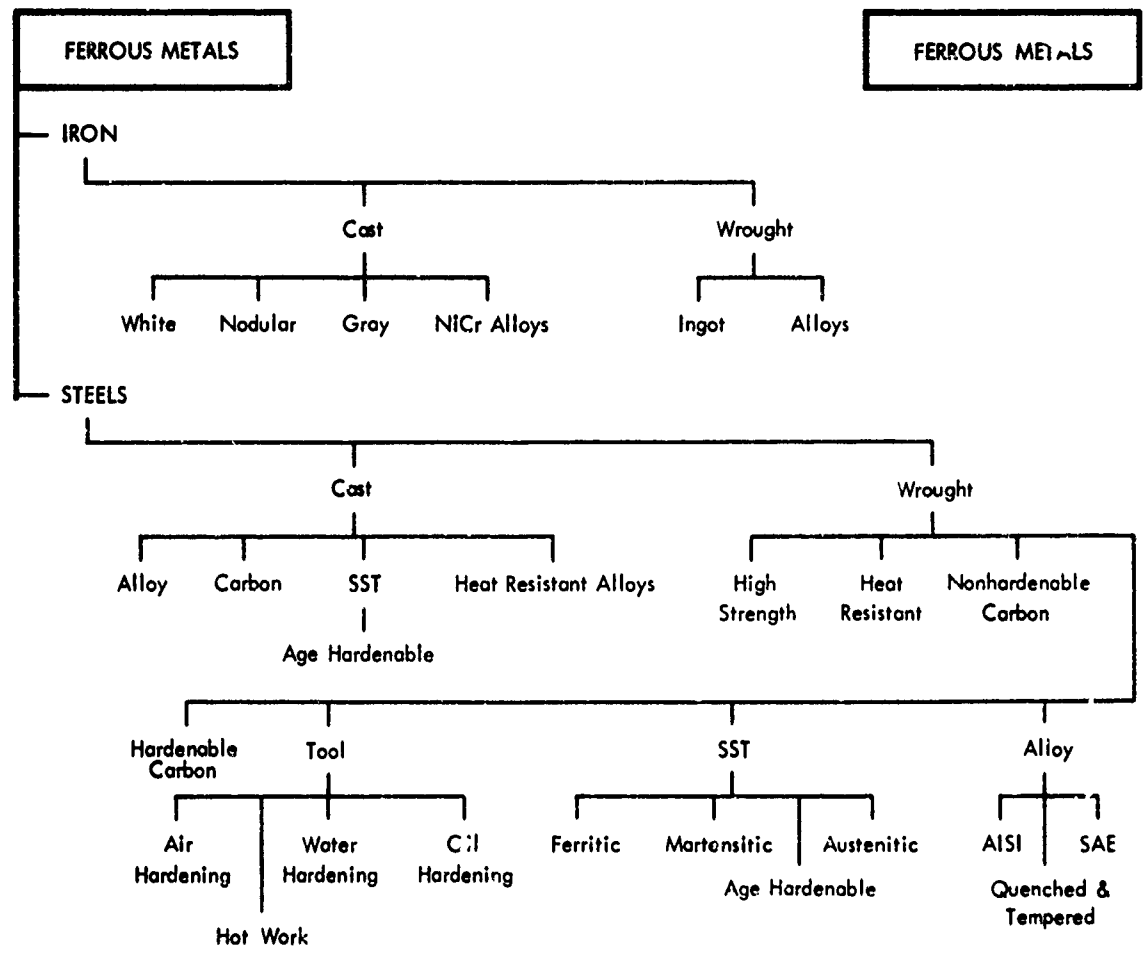 FERROUS METALS
FERROUS METALS
IRON
Cast
Wrought
White
Nodular
Gray
NiCr Alloys
Ingot
Alloys
STEELS
Cast
Wrought
Alloy
Carbon
SST
Heat Resistant Alloys
High
Strength
Heat
Resistant
Nonhardenable
Carbon
Age Hardenable
Hardenable
Carbon
Tool
SST
Alloy
Air
Hardening
Water
Hardening
Oil
Hardening
Ferritic
Martensitic
Austenitic
AISI
SAE
Age Hardenable
Quenched &
Tempered
Hot Work